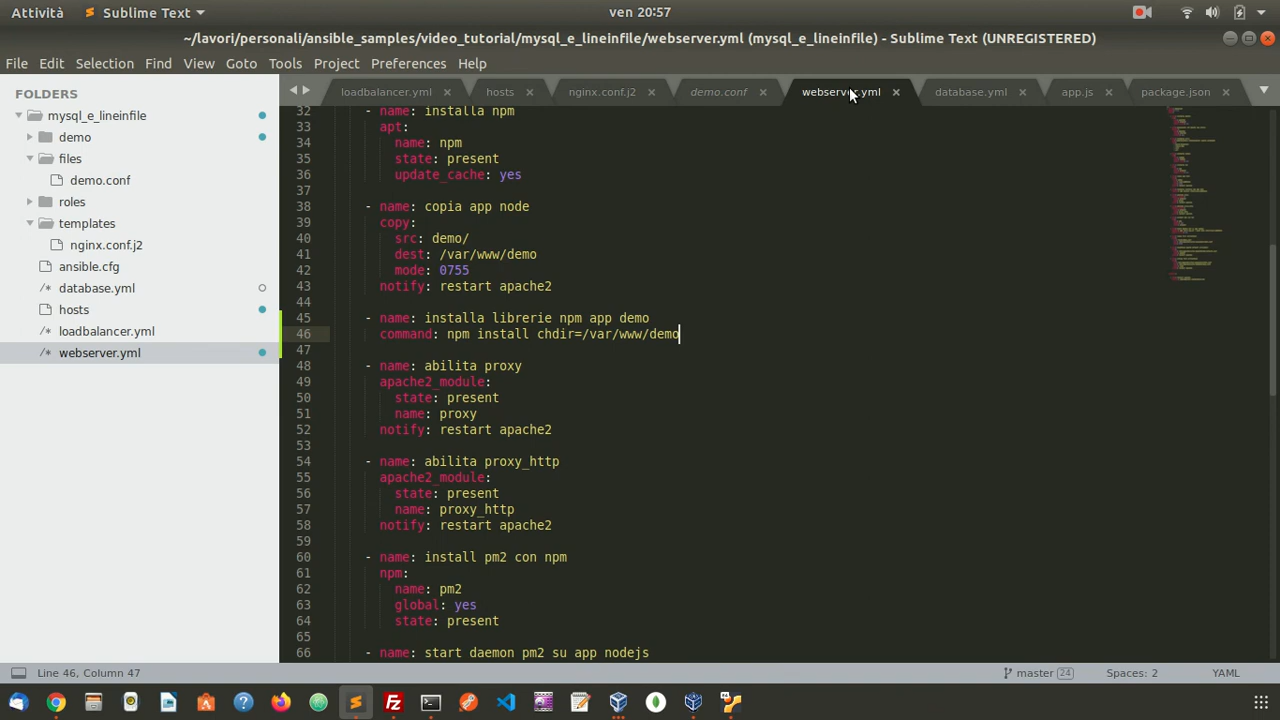 Attività
Sublime Text
ven 20:57
~/lavori/personali/ansible_samples/video_tutorial/mysql_e_lineinfile/webserver.yml (mysql_e_lineinfile) - Sublime Text (UNREGISTERED)
File Edit Selection Find View Goto Tools Project Preferences Help
FOLDERS
mysql_e_lineinfile
demo
files
demo.conf
roles
templates
nginx.conf.j2
ansible.cfg
/* database.yml
hosts
/* loadbalancer.yml
/* webserver.yml
loadbalancer.yml × hosts × nginx.conf.j2 × demo.conf × webserver.yml × database.yml × app.js × package.json ×
32 - name: installa npm
33 apt:
34 name: npm
35 state: present
36 update_cache: yes
37
38 - name: copia app node
39 copy:
40 src: demo/
41 dest: /var/www/demo
42 mode: 0755
43 notify: restart apache2
44
45 - name: installa librerie npm app demo
46 command: npm install chdir=/var/www/demo
47
48 - name: abilita proxy
49 apache2_module:
50 state: present
51 name: proxy
52 notify: restart apache2
53
54 - name: abilita proxy_http
55 apache2_module:
56 state: present
57 name: proxy_http
58 notify: restart apache2
59
60 - name: install pm2 con npm
61 npm:
62 name: pm2
63 global: yes
64 state: present
65
66 - name: start daemon pm2 su app nodejs
Line 46, Column 47
master 24
Spaces: 2
YAML